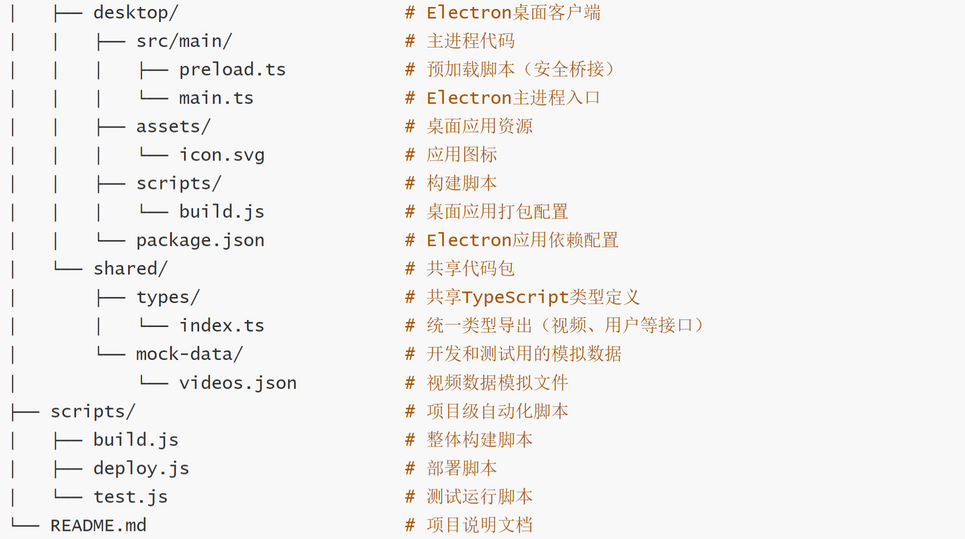 │   ├── desktop/                     # Electron桌面客户端
│   │   ├── src/main/                # 主进程代码
│   │   │   ├── preload.ts           # 预加载脚本（安全桥接）
│   │   │   └── main.ts              # Electron主进程入口
│   │   ├── assets/                  # 桌面应用资源
│   │   │   └── icon.svg             # 应用图标
│   │   ├── scripts/                 # 构建脚本
│   │   │   └── build.js             # 桌面应用打包配置
│   │   └── package.json             # Electron应用依赖配置
│   └── shared/                      # 共享代码包
│       ├── types/                   # 共享TypeScript类型定义
│       │   └── index.ts             # 统一类型导出（视频、用户等接口）
│       └── mock-data/               # 开发和测试用的模拟数据
│           └── videos.json          # 视频数据模拟文件
├── scripts/                         # 项目级自动化脚本
│   ├── build.js                     # 整体构建脚本
│   ├── deploy.js                    # 部署脚本
│   └── test.js                      # 测试运行脚本
└── README.md                        # 项目说明文档